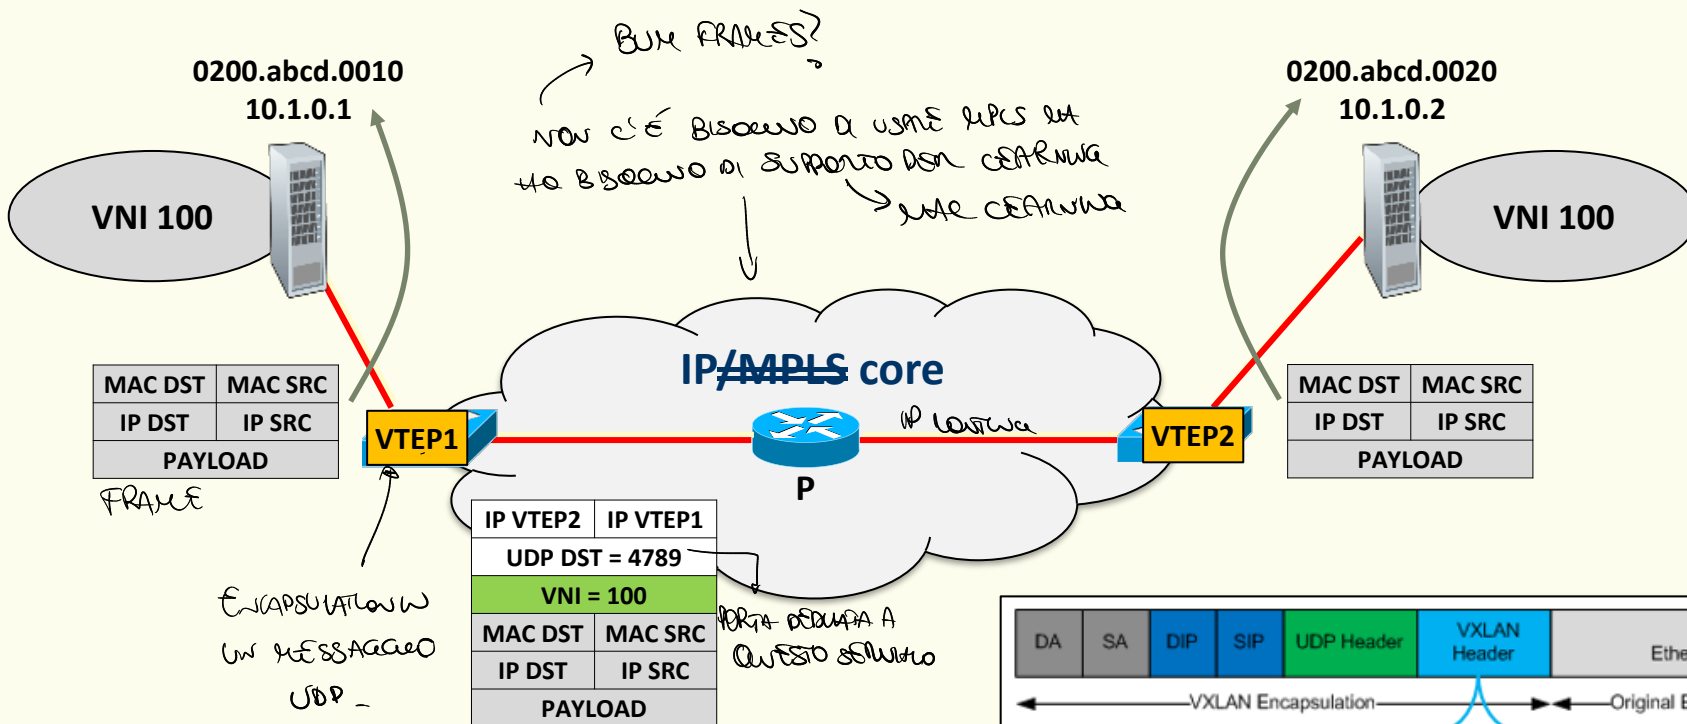 BUM FRAMES?
0200.abcd.0010
10.1.0.1
0200.abcd.0020
10.1.0.2
NON C'È BISOGNO DI USARE MPLS MA
HO BISOGNO DI SUPPORTO PER LEARNING
MAC LEARNING
VNI 100
VNI 100
IP/MPLS core
IP ROUTING
MAC DST MAC SRC
IP DST IP SRC
PAYLOAD
FRAME
VTEP1
P
VTEP2
MAC DST MAC SRC
IP DST IP SRC
PAYLOAD
IP VTEP2 IP VTEP1
UDP DST = 4789
VNI = 100
MAC DST MAC SRC
IP DST IP SRC
PAYLOAD
ENCAPSULATION IN
UN MESSAGGIO
UDP
PORTA DEDICATA A
QUESTO SERVIZIO
DA SA DIP SIP UDP Header VXLAN Header Ethe
VXLAN Encapsulation
Original E